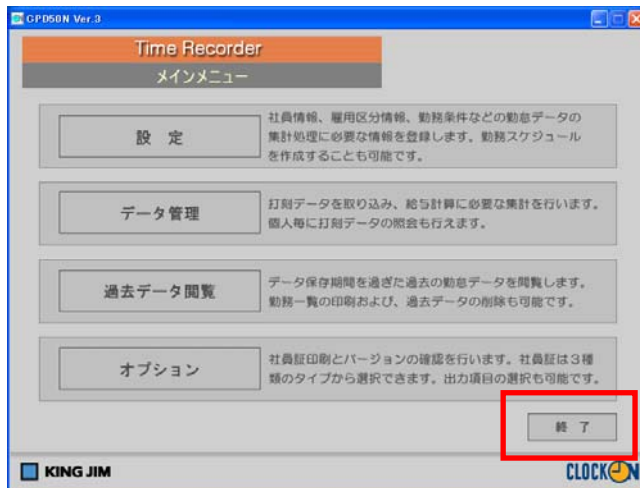 GPD50N Ver.3
Time Recorder
メインメニュー
設 定
社員情報、雇用区分情報、勤務条件などの勤怠データの
集計処理に必要な情報を登録します。勤務スケジュール
を作成することも可能です。
データ管理
打刻データを取り込み、給与計算に必要な集計を行います。
個人毎に打刻データの照会も行えます。
過去データ閲覧
データ保存期間を過ぎた過去の勤怠データを閲覧します。
勤務一覧の印刷および、過去データの削除も可能です。
オプション
社員証印刷とバージョンの確認を行います。社員証は3種
類のタイプから選択できます。出力項目の選択も可能です。
終 了
KING JIM
CLOCK ON